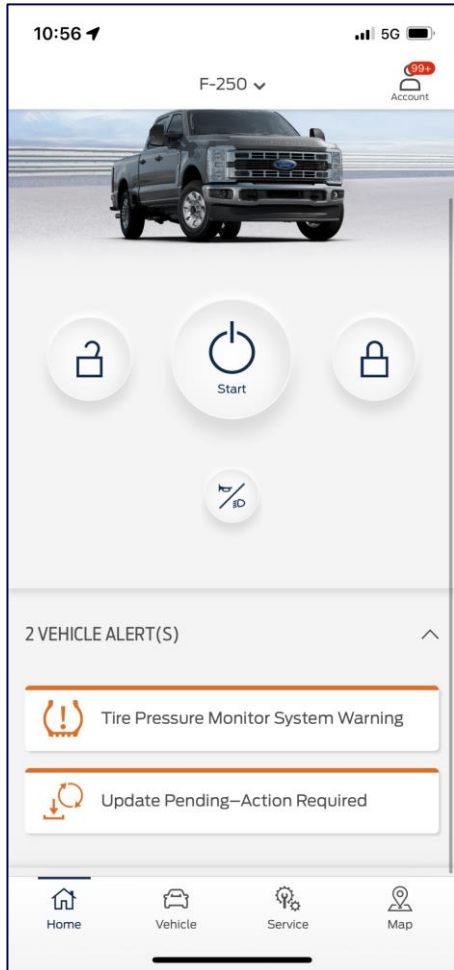 10:56
5G
F-250
99+
Account
Ford
Start
2 VEHICLE ALERT(S)
Tire Pressure Monitor System Warning
Update Pending–Action Required
Home Vehicle Service Map